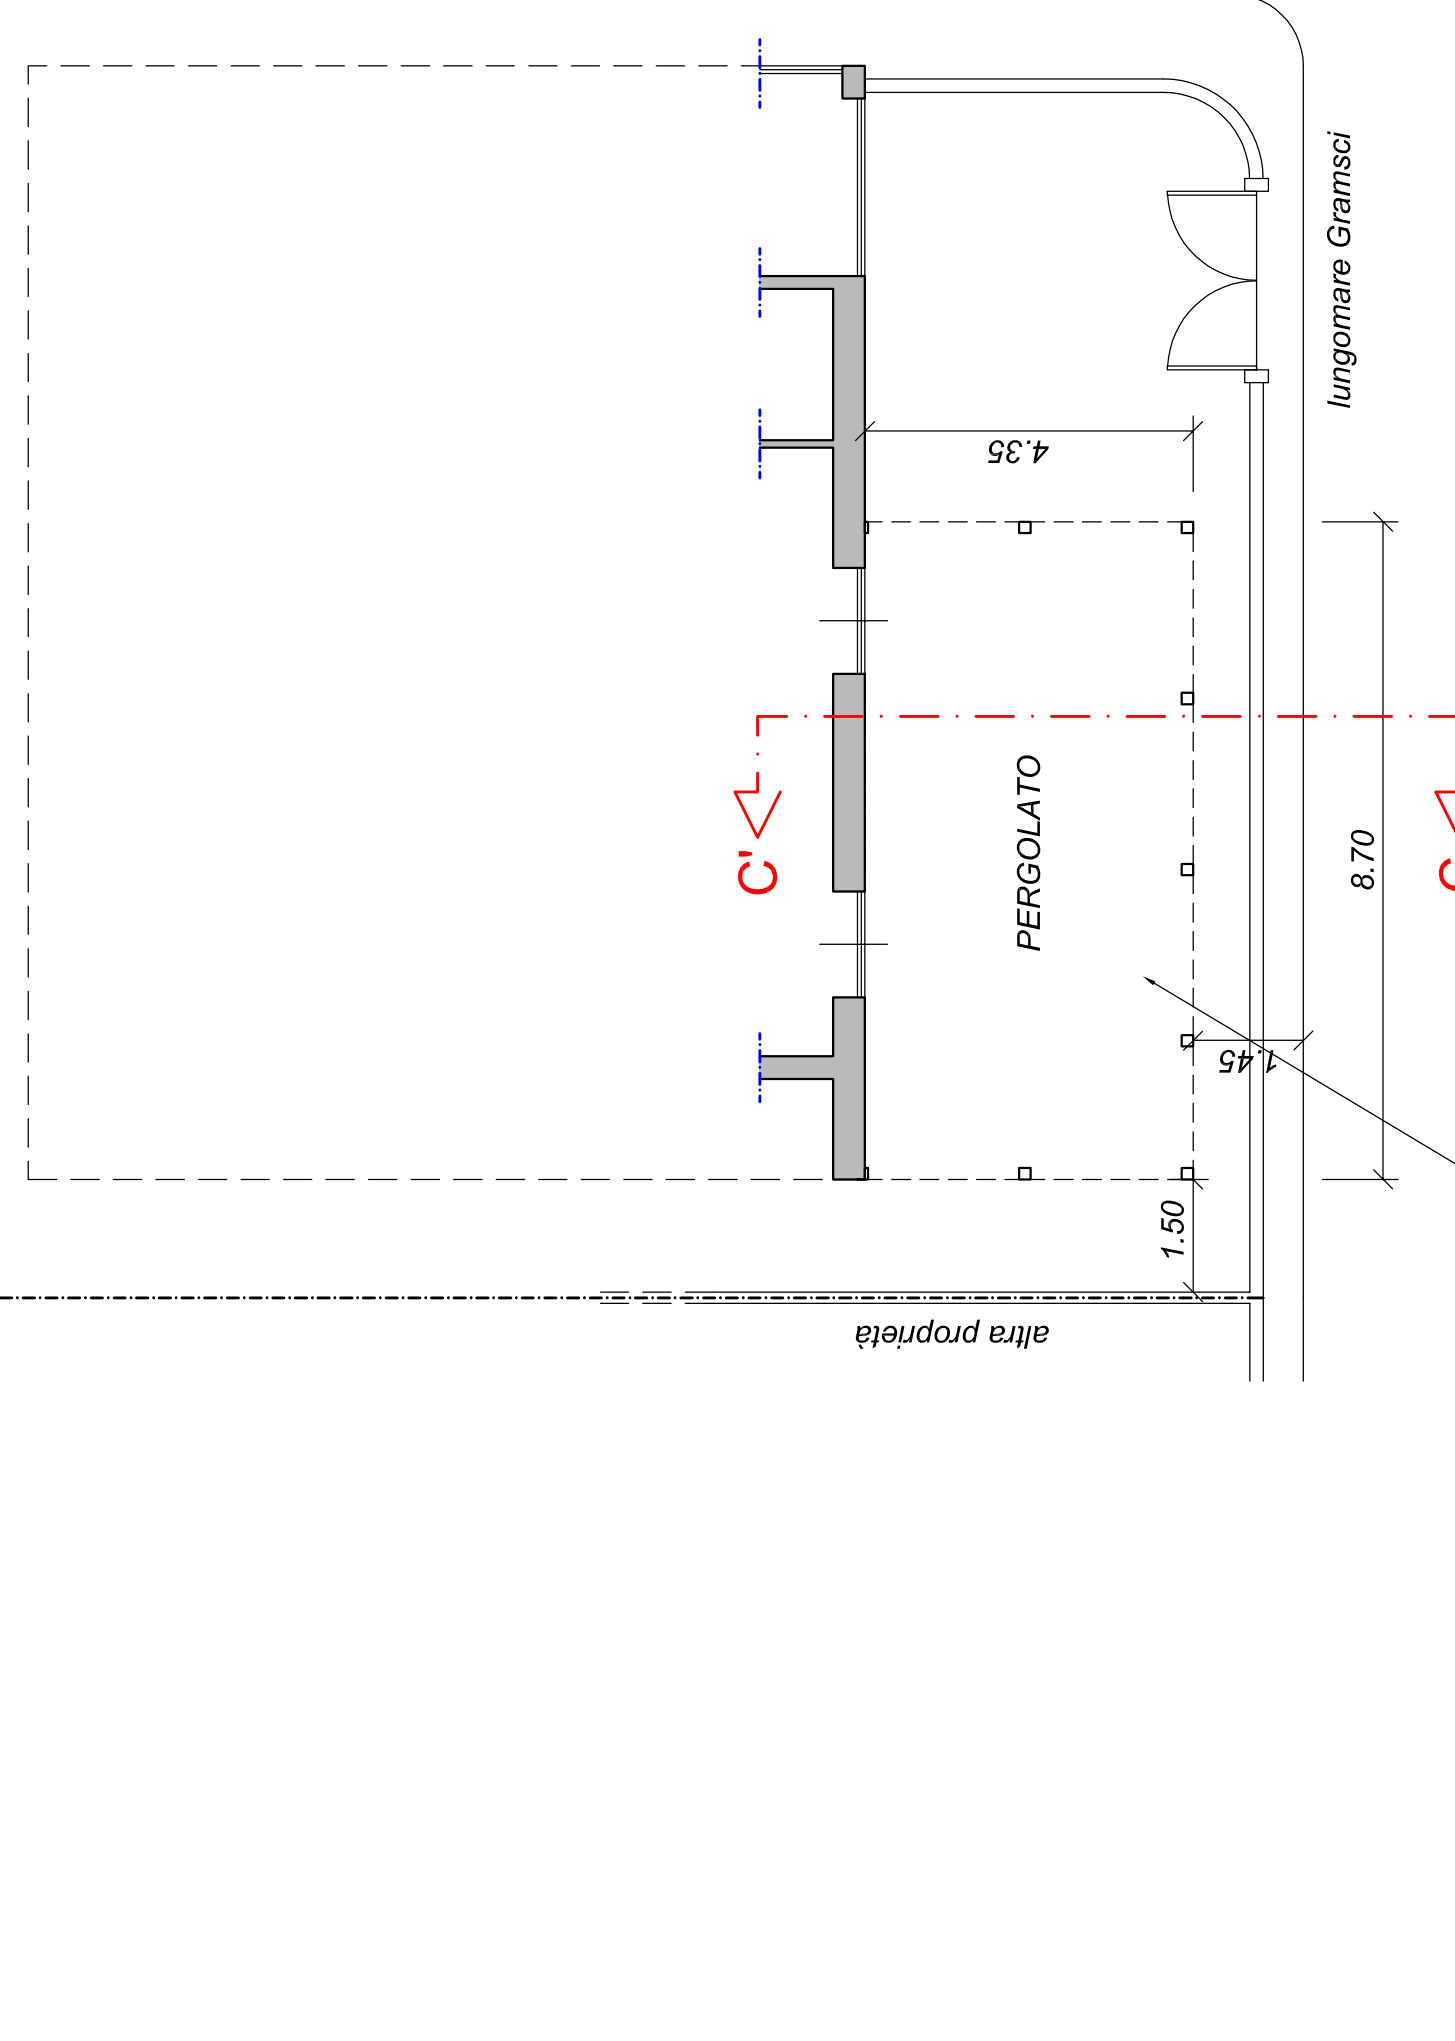 lungomare Gramsci
4.35
PERGOLATO
C'
C
8.70
1.45
1.50
altra proprietà